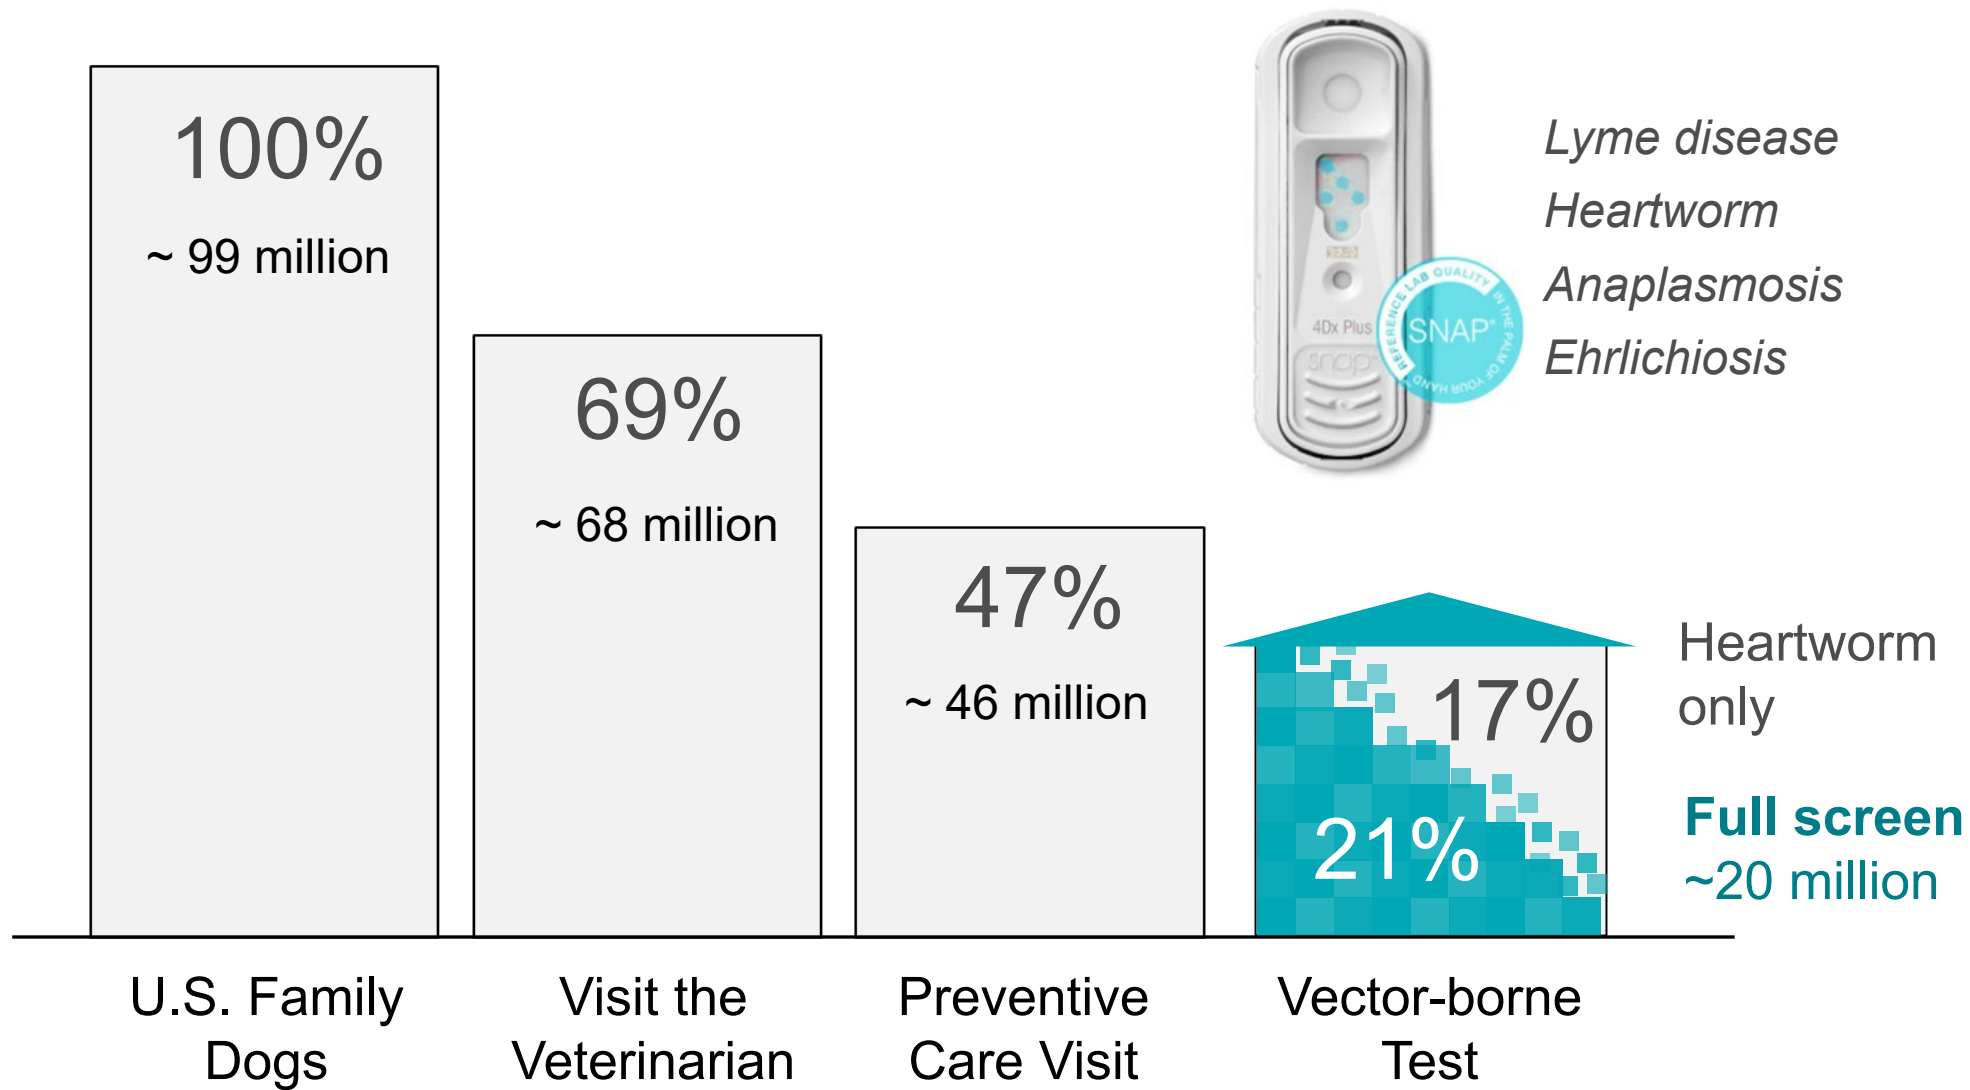 100%
~ 99 million
69%
~ 68 million
47%
~ 46 million
17%
21%
Heartworm
only
Full screen
~20 million
Lyme disease
Heartworm
Anaplasmosis
Ehrlichiosis
4Dx Plus
snap
REFERENCE LAB QUALITY IN THE PALM OF YOUR HAND
SNAP®
U.S. Family
Dogs
Visit the
Veterinarian
Preventive
Care Visit
Vector-borne
Test